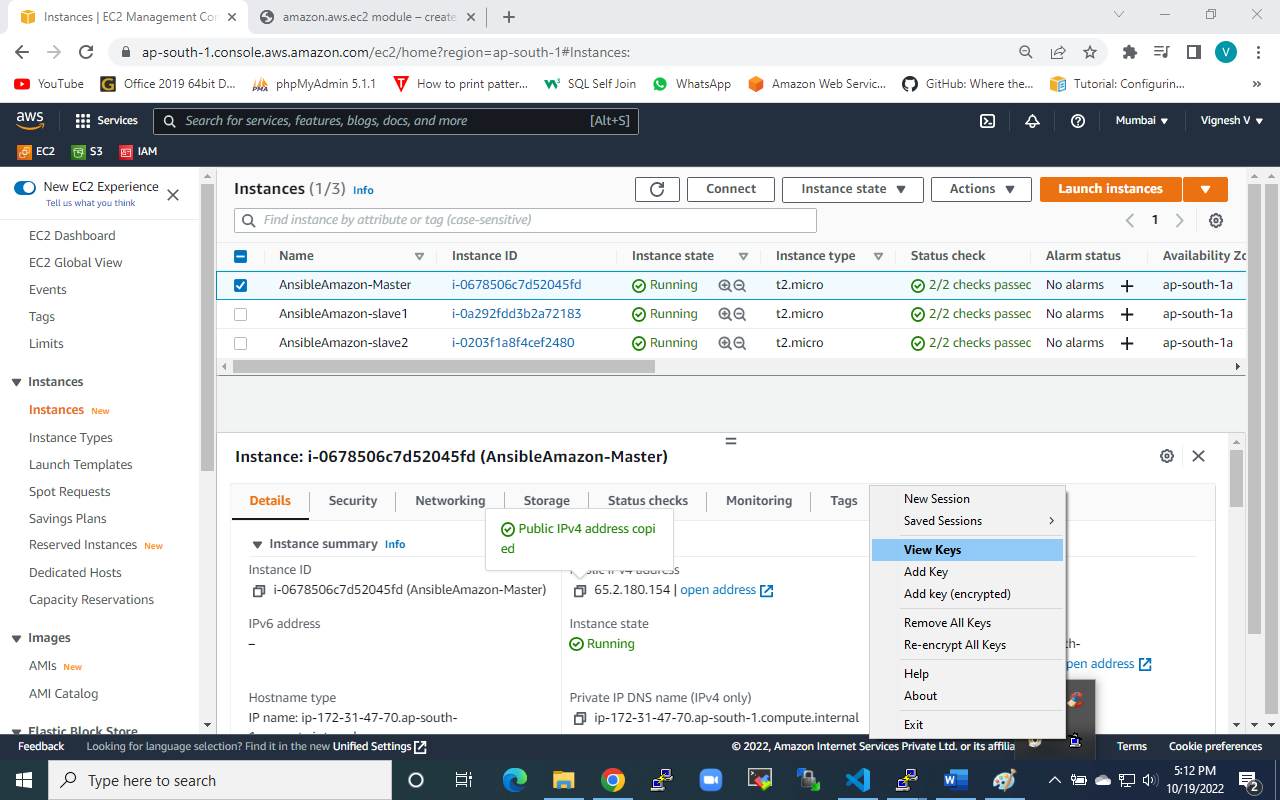 Instances | EC2 Management Con
amazon.aws.ec2 module – create
ap-south-1.console.aws.amazon.com/ec2/home?region=ap-south-1#Instances:
V
YouTube
Office 2019 64bit D...
phpMyAdmin 5.1.1
How to print patter...
SQL Self Join
WhatsApp
Amazon Web Servic...
GitHub: Where the...
Tutorial: Configurin...
aws
Services
Search for services, features, blogs, docs, and more
[Alt+S]
Mumbai
Vignesh V
EC2
S3
IAM
New EC2 Experience
Tell us what you think
EC2 Dashboard
EC2 Global View
Events
Tags
Limits
Instances
Instances New
Instance Types
Launch Templates
Spot Requests
Savings Plans
Reserved Instances New
Dedicated Hosts
Capacity Reservations
Images
AMIs New
AMI Catalog
Elastic Block Store
Instances (1/3) Info
Connect
Instance state
Actions
Launch instances
Find instance by attribute or tag (case-sensitive)
1
Name Instance ID Instance state Instance type Status check Alarm status Availability Zo
AnsibleAmazon-Master i-0678506c7d52045fd Running t2.micro 2/2 checks passed No alarms + ap-south-1a
AnsibleAmazon-slave1 i-0a292fdd3b2a72183 Running t2.micro 2/2 checks passed No alarms + ap-south-1a
AnsibleAmazon-slave2 i-0203f1a8f4cef2480 Running t2.micro 2/2 checks passed No alarms + ap-south-1a
Instance: i-0678506c7d52045fd (AnsibleAmazon-Master)
Details
Security
Networking
Storage
Status checks
Monitoring
Tags
Public IPv4 address copi
ed
Instance summary Info
Instance ID
i-0678506c7d52045fd (AnsibleAmazon-Master)
Public IPv4 address
65.2.180.154 | open address
IPv6 address
–
Instance state
Running
south-
open address
Hostname type
IP name: ip-172-31-47-70.ap-south-
Private IP DNS name (IPv4 only)
ip-172-31-47-70.ap-south-1.compute.internal
New Session
Saved Sessions
View Keys
Add Key
Add key (encrypted)
Remove All Keys
Re-encrypt All Keys
Help
About
Exit
Feedback
Looking for language selection? Find it in the new Unified Settings
© 2022, Amazon Internet Services Private Ltd. or its affilia
Terms
Cookie preferences
Type here to search
5:12 PM
10/19/2022
2